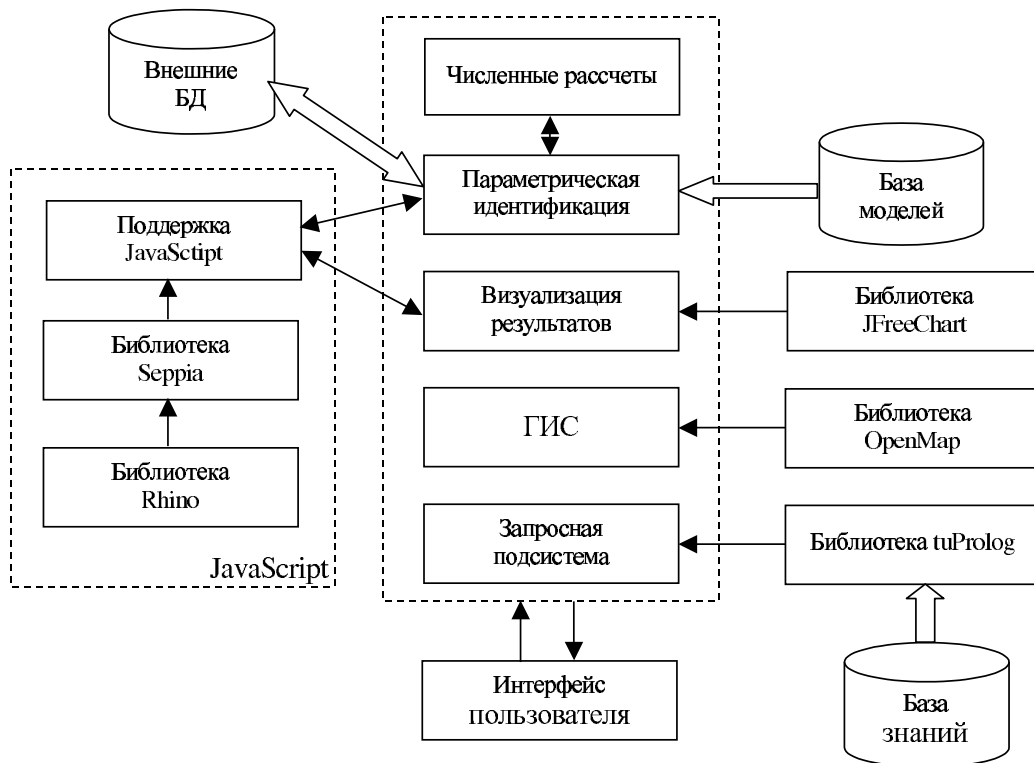 Внешние
БД
Численные рассчеты
Параметрическая
идентификация
База
моделей
Поддержка
JavaSctipt
Визуализация
результатов
Библиотека
JFreeChart
Библиотека
Seppia
ГИС
Библиотека
OpenMap
Библиотека
Rhino
Запросная
подсистема
Библиотека tuProlog
JavaScript
Интерфейс
пользователя
База
знаний